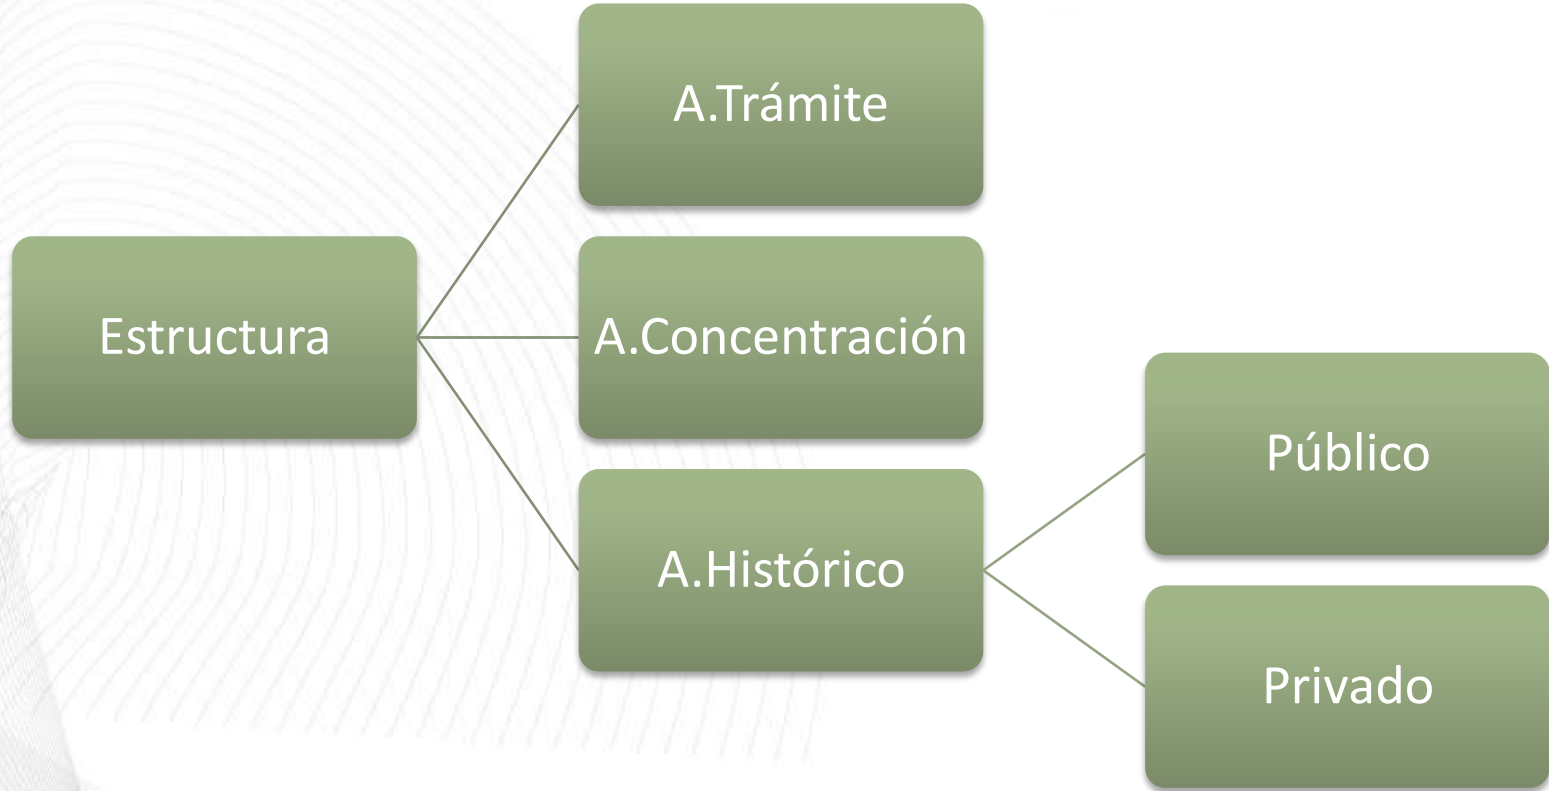 Estructura
A.Trámite
A.Concentración
A.Histórico
Público
Privado